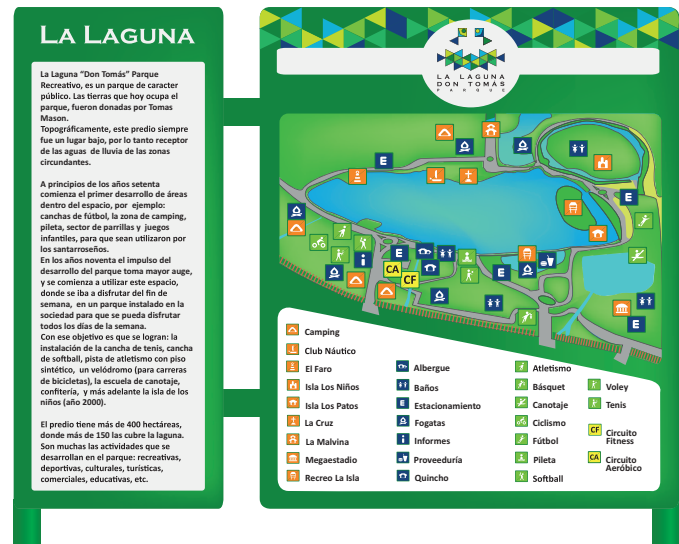 LA LAGUNA
La Laguna “Don Tomás” Parque
Recreativo, es un parque de caracter
público. Las tierras que hoy ocupa el
parque, fueron donadas por Tomas
Mason.
Topográficamente, este predio siempre
fue un lugar bajo, por lo tanto receptor
de las aguas de lluvia de las zonas
circundantes.
A principios de los años setenta
comienza el primer desarrollo de áreas
dentro del espacio, por ejemplo:
canchas de fútbol, la zona de camping,
pileta, sector de parrillas y juegos
infantiles, para que sean utilizaron por
los santarroseños.
En los años noventa el impulso del
desarrollo del parque toma mayor auge,
y se comienza a utilizar este espacio,
donde se iba a disfrutar del fin de
semana, en un parque instalado en la
sociedad para que se pueda disfrutar
todos los días de la semana.
Con ese objetivo es que se logran: la
instalación de la cancha de tenis, cancha
de softball, pista de atletismo con piso
sintético, un velódromo (para carreras
de bicicletas), la escuela de canotaje,
confitería, y más adelante la isla de los
niños (año 2000).
El predio tiene más de 400 hectárdas,
donde más de 150 las cubre la laguna.
Son muchas las actividades que se
desarrollan en el parque: recreativas,
deportivas, culturales, turísticas,
comerciales, educativas, etc.
LA LAGUNA
DON TOMÁS
PARQUE
E
E
E
CA
CF
E
E
i
Camping
Club Náutico
El Faro
Isla Los Niños
Isla Los Patos
La Cruz
La Malvina
Megaestadio
Recreo La Isla
Albergue
Baños
E Estacionamiento
Fogatas
i Informes
Proveeduría
Quincho
Atletismo
Básquet
Canotaje
Ciclismo
Fútbol
Pileta
Softball
Voley
Tenis
CF Circuito
Fitness
CA Circuito
Aeróbico